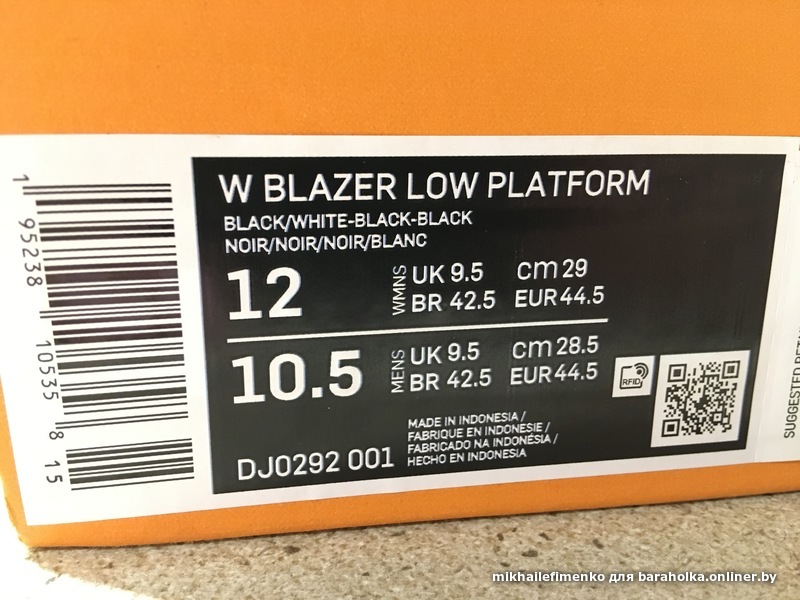 W BLAZER LOW PLATFORM
BLACK/WHITE-BLACK-BLACK
NOIR/NOIR/NOIR/BLANC
12 WMNS UK 9.5 cm 29
BR 42.5 EUR 44.5
10.5 MENS UK 9.5 cm 28.5
BR 42.5 EUR 44.5
RFID
DJ0292 001
MADE IN INDONESIA /
FABRIQUE EN INDONESIE /
FABRICADO NA INDONÉSIA /
HECHO EN INDONESIA
1 95238 10535 8 15
SUGGESTED
mikhailefimenko для baraholka.onliner.by